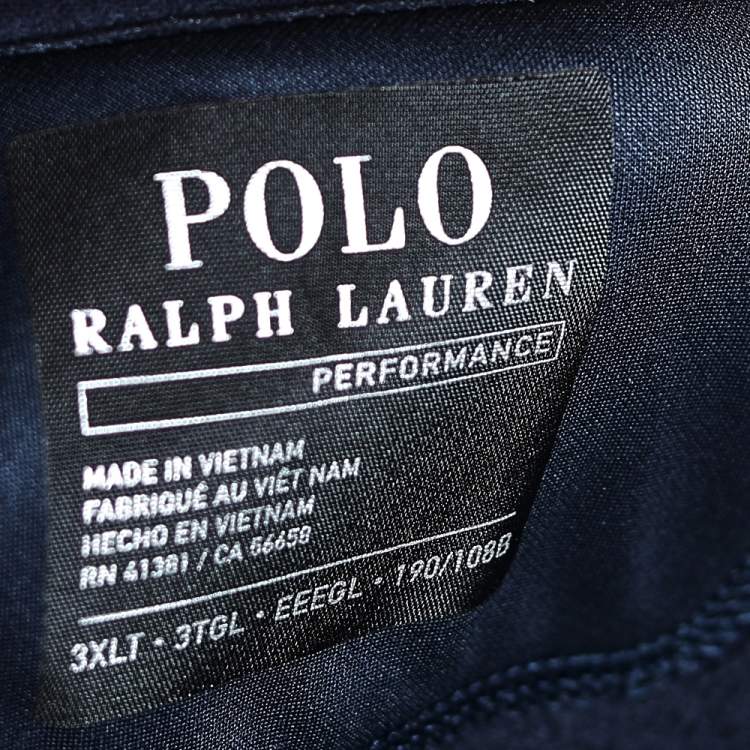 POLO
RALPH LAUREN
PERFORMANCE
MADE IN VIETNAM
FABRIQUÉ AU VIÊT NAM
HECHO EN VIETNAM
RN 41381 / CA 56658
3XLT • 3TGL • EEEGL • 190/108B